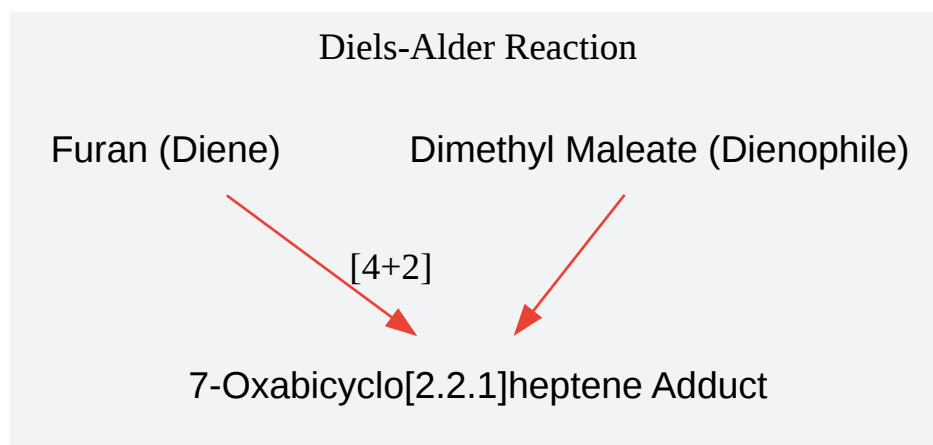 Diels-Alder Reaction
Furan (Diene)
Dimethyl Maleate (Dienophile)
[4+2]
7-Oxabicyclo[2.2.1]heptene Adduct